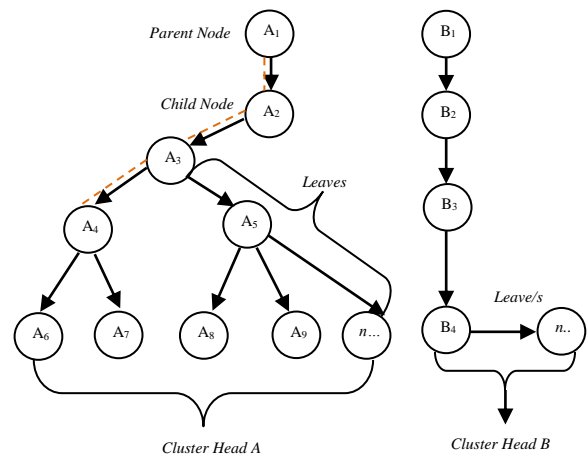 Parent Node
A1
B1
Child Node
A2
B2
A3
Leaves
B3
A4
A5
Leave/s
A6
A7
A8
A9
n...
B4
n..
Cluster Head A
Cluster Head B